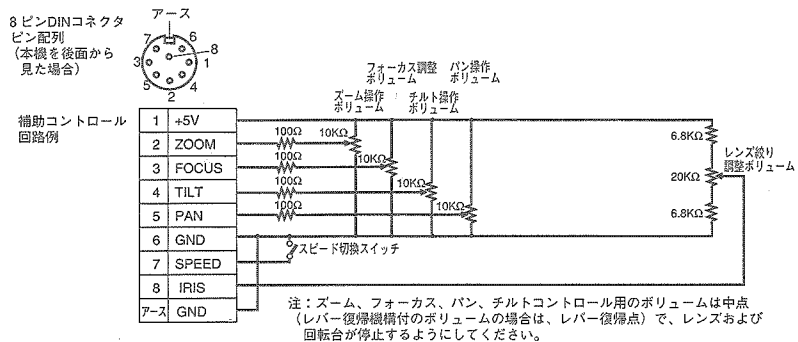 8ピンDINコネクタ
ピン配列
(本機を後面から
見た場合)
アース
7
6
8
3
1
5
4
2
補助コントロール
回路例
1 +5V
2 ZOOM
3 FOCUS
4 TILT
5 PAN
6 GND
7 SPEED
8 IRIS
アース GND
100Ω
100Ω
100Ω
100Ω
ズーム操作
ボリューム
フォーカス調整
ボリューム
チルト操作
ボリューム
パン操作
ボリューム
10KΩ
10KΩ
10KΩ
10KΩ
スピード切換スイッチ
6.8KΩ
20KΩ
6.8KΩ
レンズ絞り
調整ボリューム
注:ズーム、フォーカス、パン、チルトコントロール用のボリュームは中点
(レバー復帰機構付のボリュームの場合は、レバー復帰点)で、レンズおよび
回転台が停止するようにしてください。